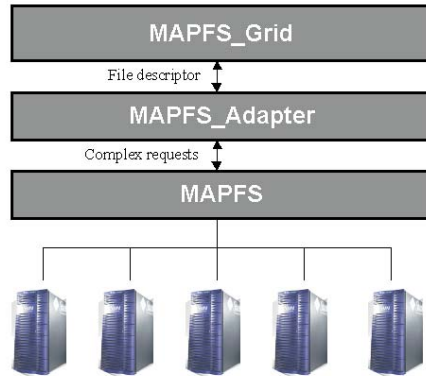 MAPFS_Grid
File descriptor
MAPFS_Adapter
Complex requests
MAPFS